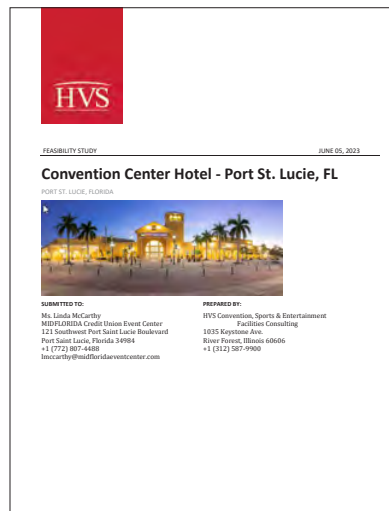 HVS
FEASIBILITY STUDY
JUNE 05, 2023
Convention Center Hotel - Port St. Lucie, FL
PORT ST. LUCIE, FLORIDA
SUBMITTED TO:
Ms. Linda McCarthy
MIDFLORIDA Credit Union Event Center
121 Southwest Port Saint Lucie Boulevard
Port Saint Lucie, Florida 34984
+1 (772) 807-4488
lmccarthy@midfloridaeventcenter.com
PREPARED BY:
HVS Convention, Sports & Entertainment
Facilities Consulting
1035 Keystone Ave.
River Forest, Illinois 60606
+1 (312) 587-9900